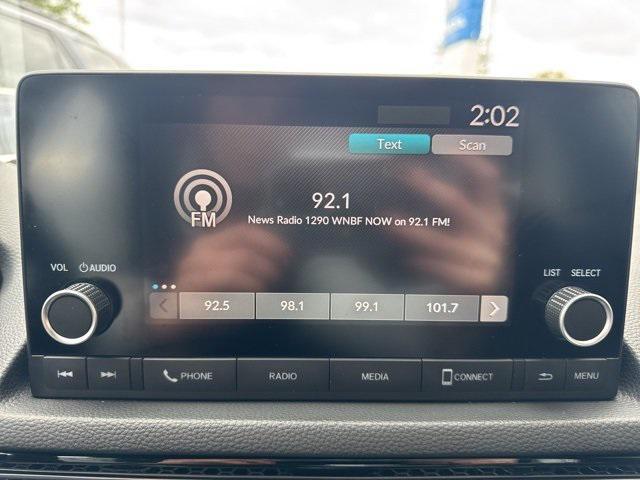 2:02
Text Scan
92.1
FM
News Radio 1290 WNBF NOW on 92.1 FM!
VOL AUDIO
LIST SELECT
92.5 98.1 99.1 101.7
PHONE RADIO MEDIA CONNECT MENU